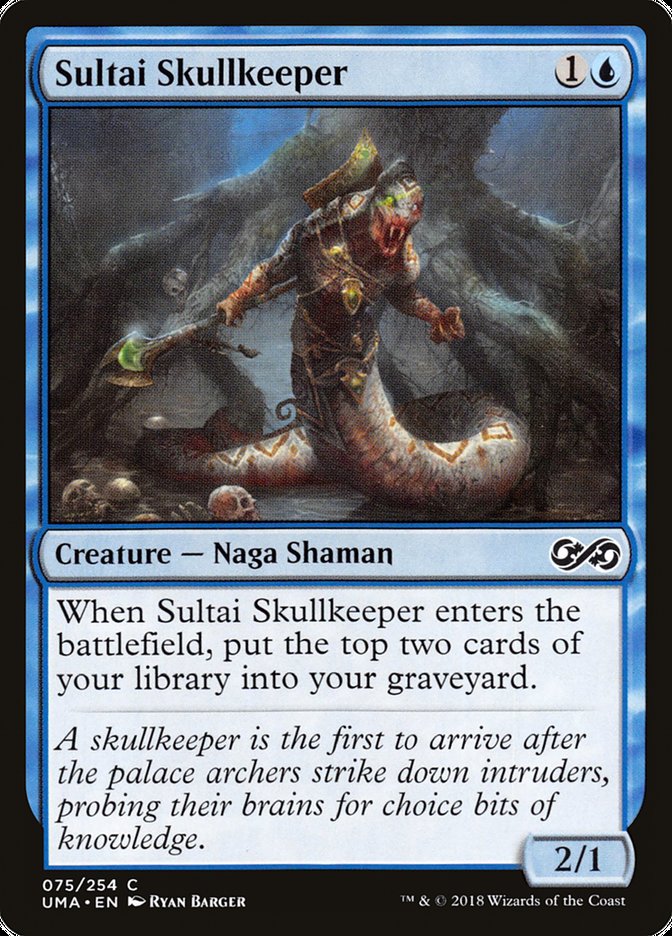 Sultai Skullkeeper 1
Creature — Naga Shaman
When Sultai Skullkeeper enters the
battlefield, put the top two cards of
your library into your graveyard.
A skullkeeper is the first to arrive after
the palace archers strike down intruders,
probing their brains for choice bits of
knowledge.
2/1
075/254 C
UMA • EN Ryan Barger
™ & © 2018 Wizards of the Coast